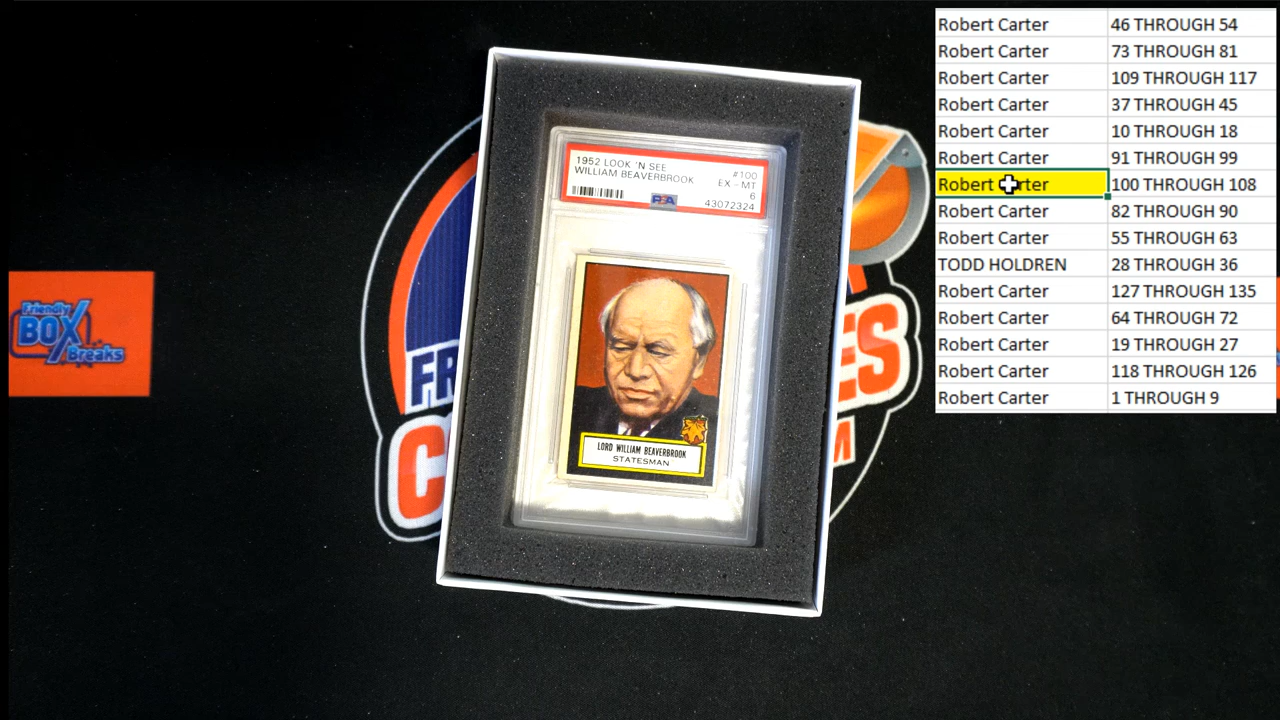 Robert Carter 46 THROUGH 54
Robert Carter 73 THROUGH 81
Robert Carter 109 THROUGH 117
Robert Carter 37 THROUGH 45
Robert Carter 10 THROUGH 18
Robert Carter 91 THROUGH 99
Robert Carter 100 THROUGH 108
Robert Carter 82 THROUGH 90
Robert Carter 55 THROUGH 63
TODD HOLDREN 28 THROUGH 36
Robert Carter 127 THROUGH 135
Robert Carter 64 THROUGH 72
Robert Carter 19 THROUGH 27
Robert Carter 118 THROUGH 126
Robert Carter 1 THROUGH 9
1952 LOOK 'N SEE #100
WILLIAM BEAVERBROOK EX - MT
6
PSA 43072324
LORD WILLIAM BEAVERBROOK
STATESMAN
Friendly
BOX
Breaks
FR
C
ES
M